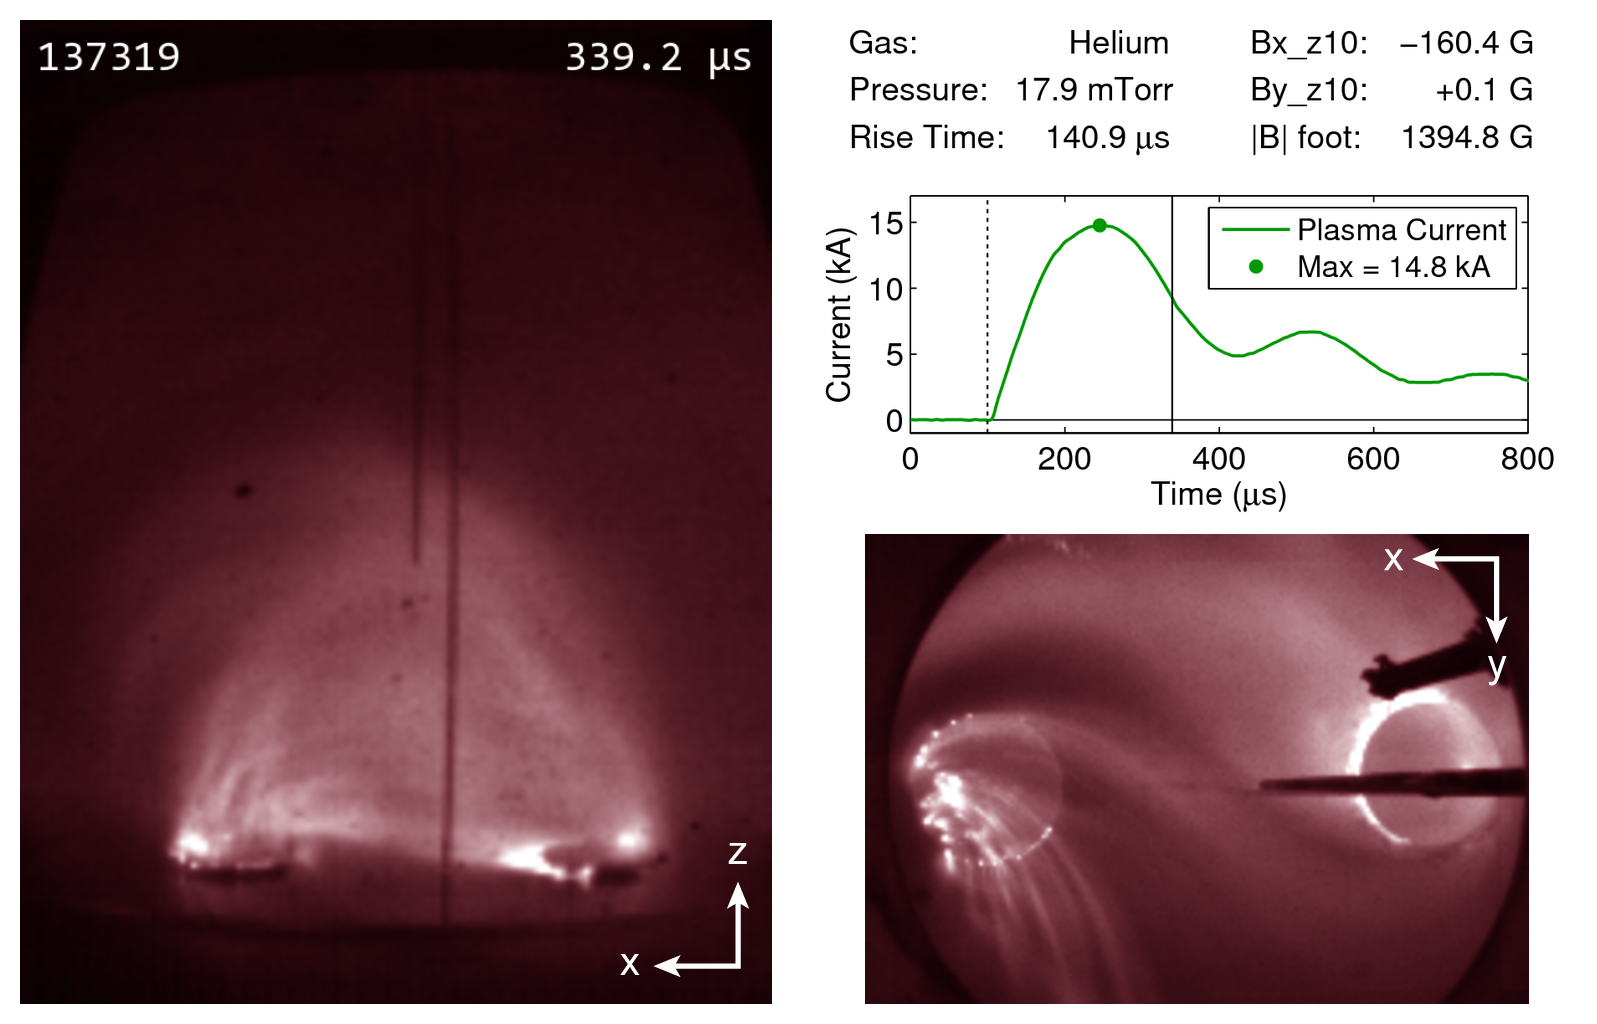 137319 339.2 μs
z
x
Gas: Helium Bx_z10: −160.4 G
Pressure: 17.9 mTorr By_z10: +0.1 G
Rise Time: 140.9 μs |B| foot: 1394.8 G
Current (kA)
15
10
5
0
Plasma Current
Max = 14.8 kA
0 200 400 600 800
Time (μs)
x
y